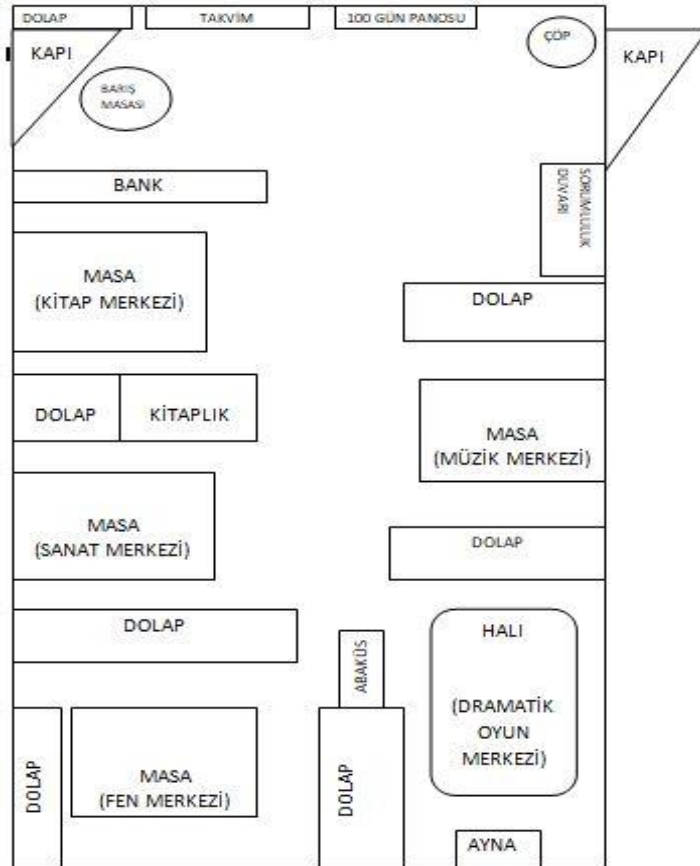 DOLAP
TAKVİM
100 GÜN PANOSU
KAPI
ÇÖP
KAPI
BARIŞ
MASASI
BANK
SORUMLULUK
DUVARI
MASA
(KİTAP MERKEZİ)
DOLAP
DOLAP
KİTAPLIK
MASA
(MÜZİK MERKEZİ)
MASA
(SANAT MERKEZİ)
DOLAP
DOLAP
HALI
(DRAMATİK
OYUN
MERKEZİ)
ABAKÜS
DOLAP
MASA
(FEN MERKEZİ)
DOLAP
AYNA